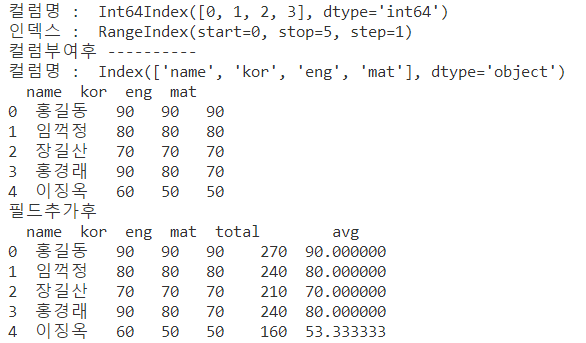 컬럼명 :  Int64Index([0, 1, 2, 3], dtype='int64')
인덱스 :  RangeIndex(start=0, stop=5, step=1)
컬럼부여후 ----------
컬럼명 :  Index(['name', 'kor', 'eng', 'mat'], dtype='object')
  name  kor  eng  mat
0  홍길동   90   90   90
1  임꺽정   80   80   80
2  장길산   70   70   70
3  홍경래   90   80   70
4  이징옥   60   50   50
필드추가후
  name  kor  eng  mat  total        avg
0  홍길동   90   90   90    270  90.000000
1  임꺽정   80   80   80    240  80.000000
2  장길산   70   70   70    210  70.000000
3  홍경래   90   80   70    240  80.000000
4  이징옥   60   50   50    160  53.333333